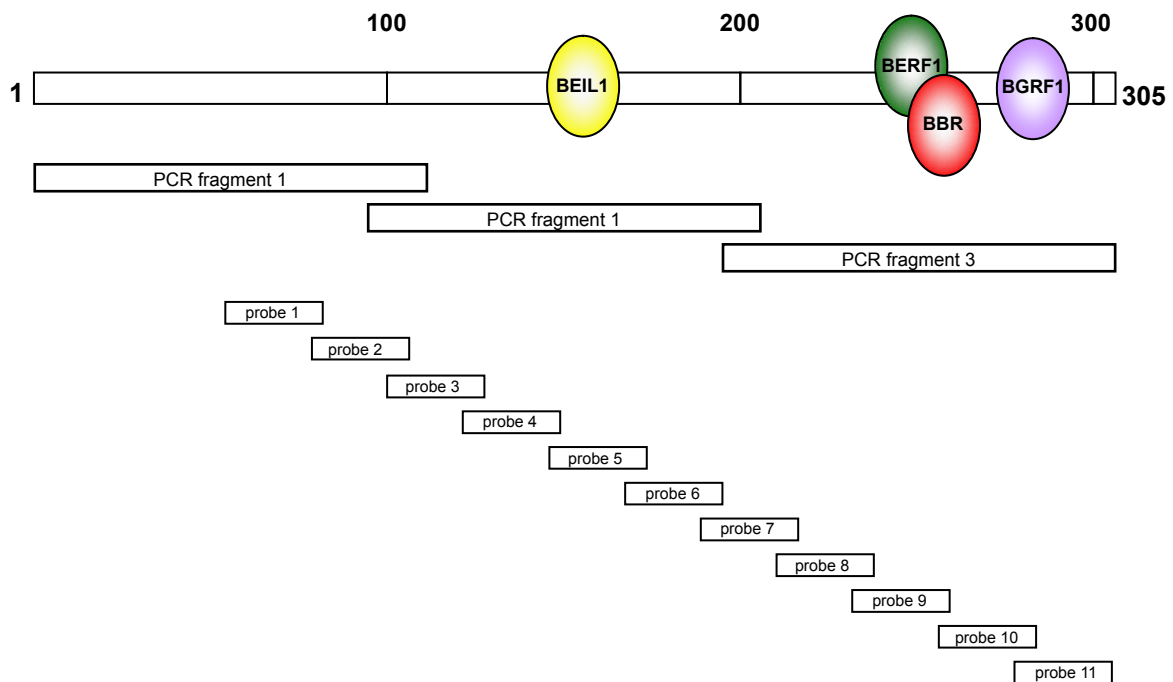 100 200 300
1 BEIL1 BERF1 BBR BGRF1 305
PCR fragment 1
PCR fragment 1
PCR fragment 3
probe 1
probe 2
probe 3
probe 4
probe 5
probe 6
probe 7
probe 8
probe 9
probe 10
probe 11